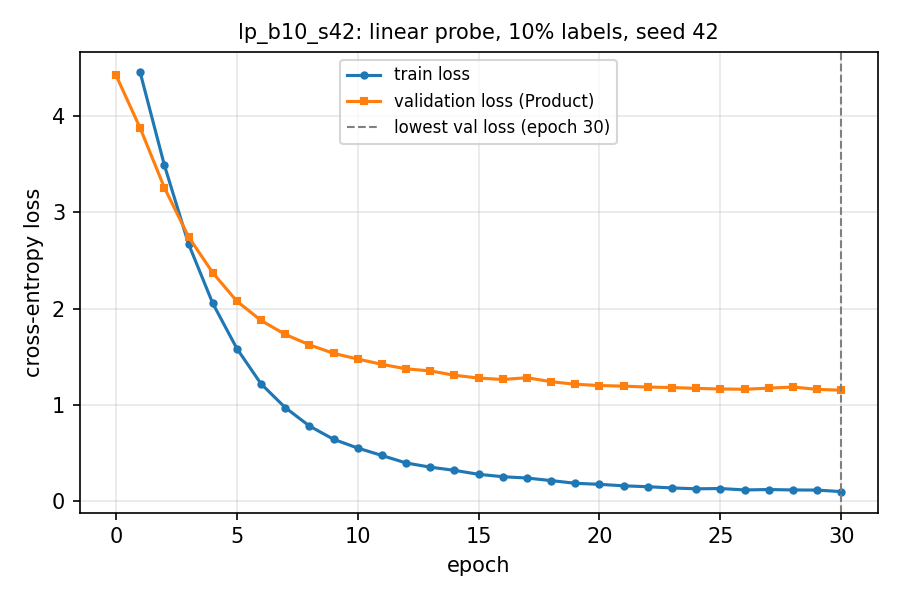 lp_b10_s42: linear probe, 10% labels, seed 42
train loss
validation loss (Product)
lowest val loss (epoch 30)
cross-entropy loss
4
3
2
1
0
0 5 10 15 20 25 30
epoch